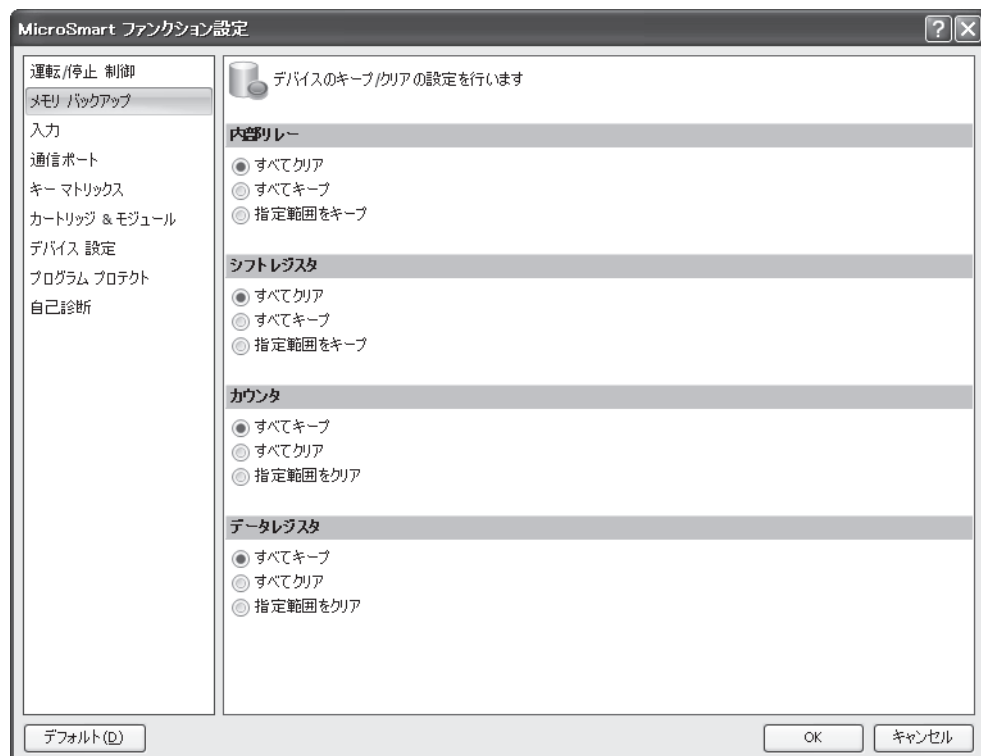 MicroSmart ファンクション設定
運転/停止 制御
メモリ バックアップ
入力
通信ポート
キー マトリックス
カートリッジ & モジュール
デバイス 設定
プログラム プロテクト
自己診断
デバイスのキープ/クリアの設定を行います
内部リレー
すべてクリア
すべてキープ
指定範囲をキープ
シフトレジスタ
すべてクリア
すべてキープ
指定範囲をキープ
カウンタ
すべてキープ
すべてクリア
指定範囲をクリア
データレジスタ
すべてキープ
すべてクリア
指定範囲をクリア
デフォルト(D)
OK
キャンセル